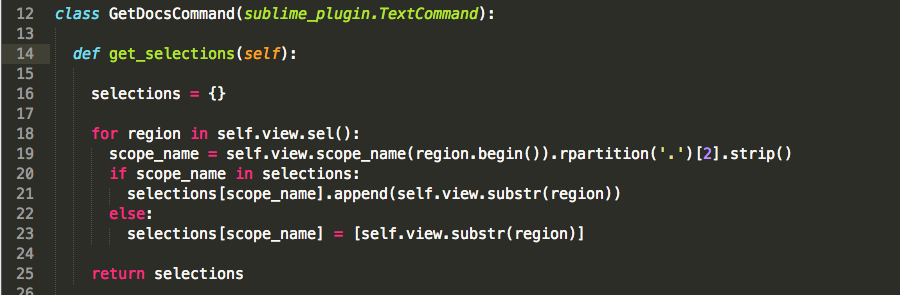 12 class GetDocsCommand(sublime_plugin.TextCommand):
13
14 def get_selections(self):
15
16 selections = {}
17
18 for region in self.view.sel():
19 scope_name = self.view.scope_name(region.begin()).rpartition('.')[2].strip()
20 if scope_name in selections:
21 selections[scope_name].append(self.view.substr(region))
22 else:
23 selections[scope_name] = [self.view.substr(region)]
24
25 return selections
26